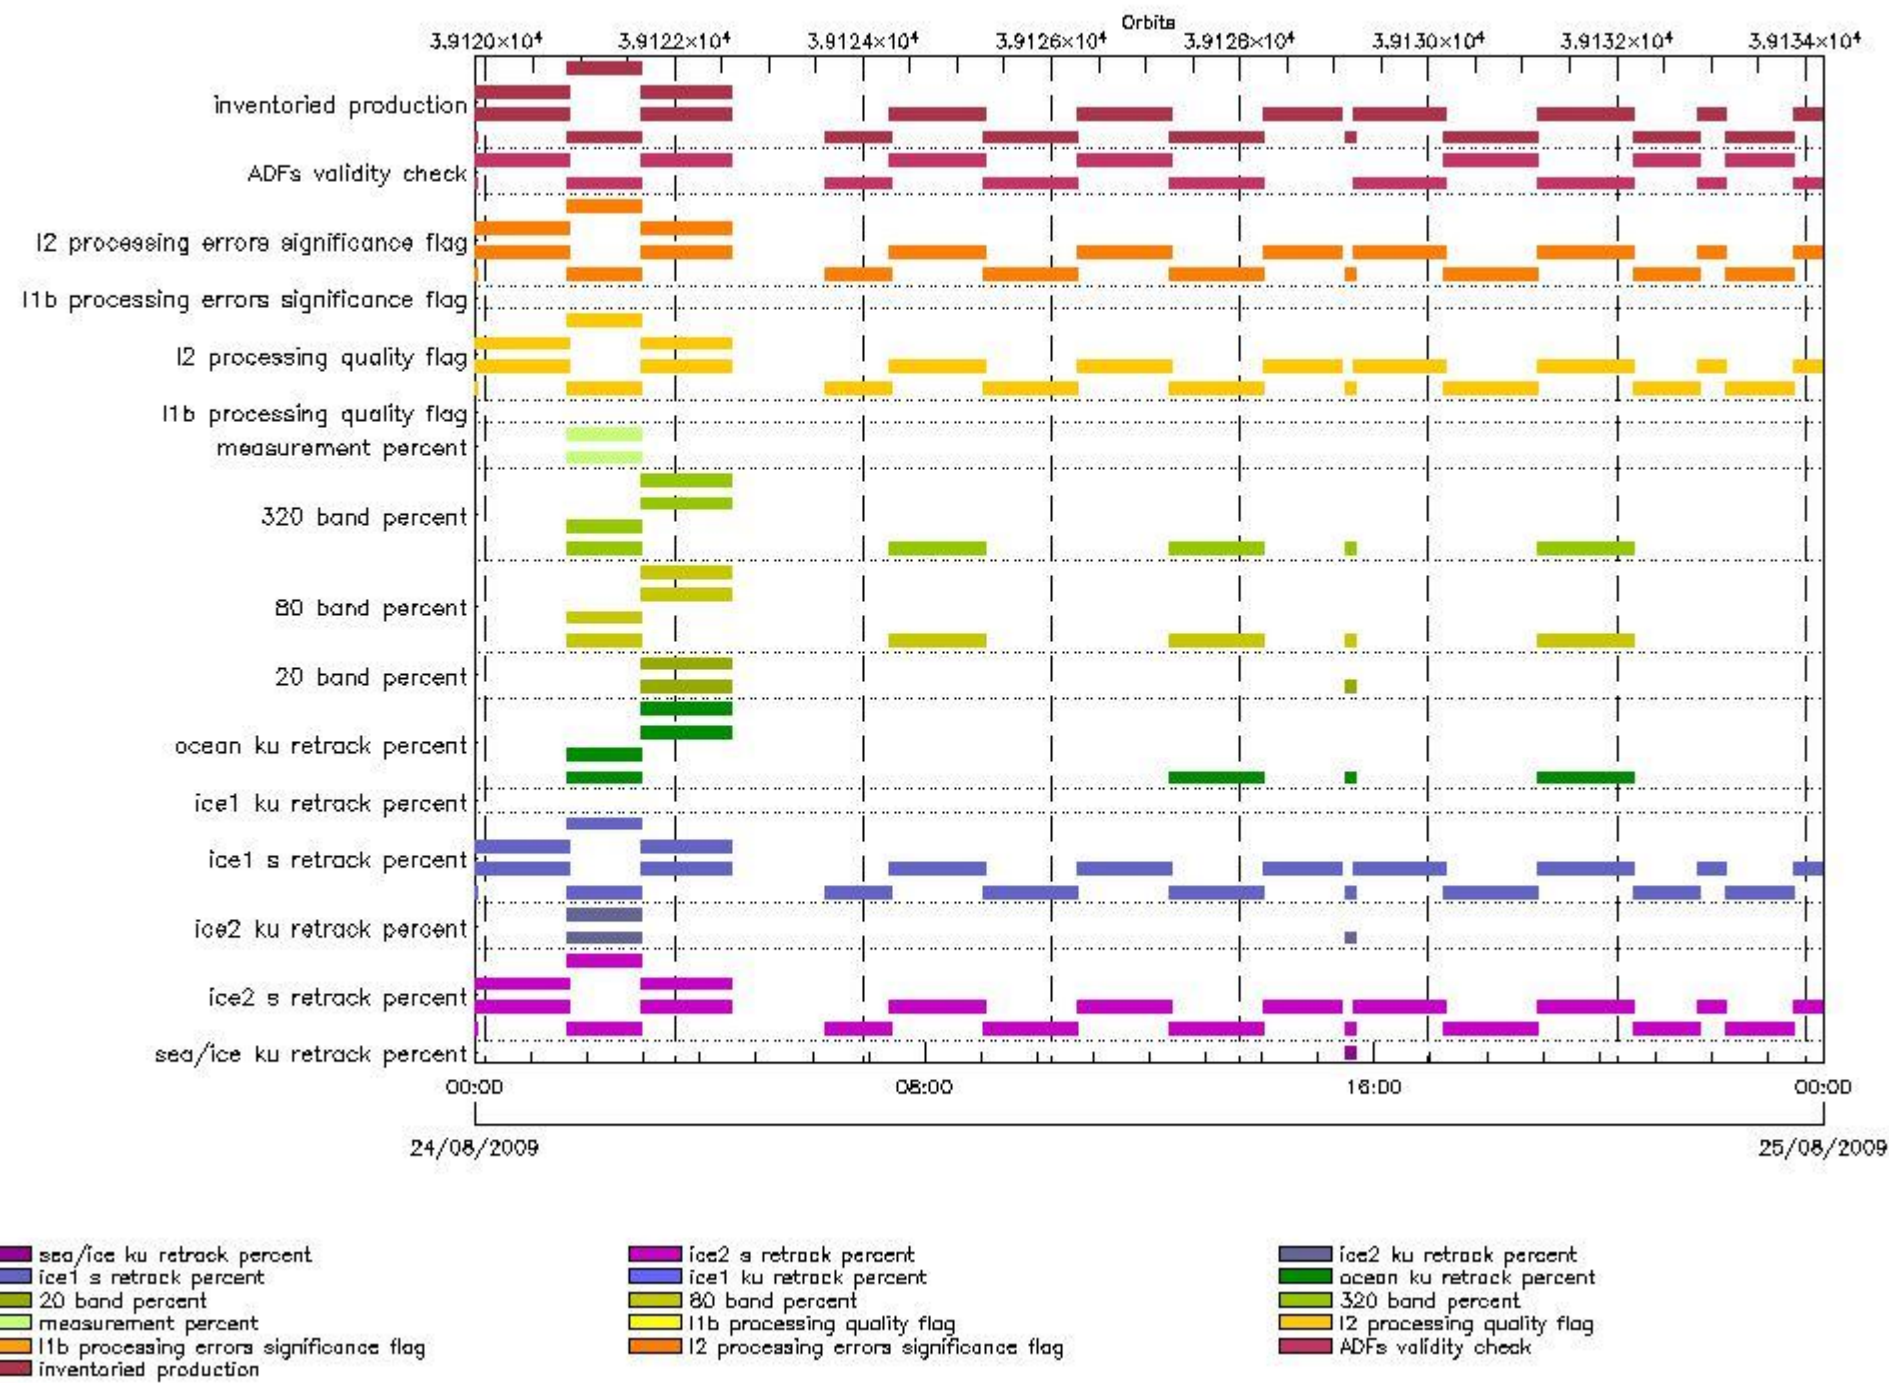 Orbits
3.9120×10⁴ 3.9122×10⁴ 3.9124×10⁴ 3.9126×10⁴ 3.9128×10⁴ 3.9130×10⁴ 3.9132×10⁴ 3.9134×10⁴
inventoried production
ADFs validity check
l2 processing errors significance flag
l1b processing errors significance flag
l2 processing quality flag
l1b processing quality flag
measurement percent
320 band percent
80 band percent
20 band percent
ocean ku retrack percent
ice1 ku retrack percent
ice1 s retrack percent
ice2 ku retrack percent
ice2 s retrack percent
sea/ice ku retrack percent
00:00 08:00 16:00 00:00
24/08/2009 25/08/2009
sea/ice ku retrack percent ice2 s retrack percent ice2 ku retrack percent
ice1 s retrack percent ice1 ku retrack percent ocean ku retrack percent
20 band percent 80 band percent 320 band percent
measurement percent l1b processing quality flag l2 processing quality flag
l1b processing errors significance flag l2 processing errors significance flag ADFs validity check
inventoried production